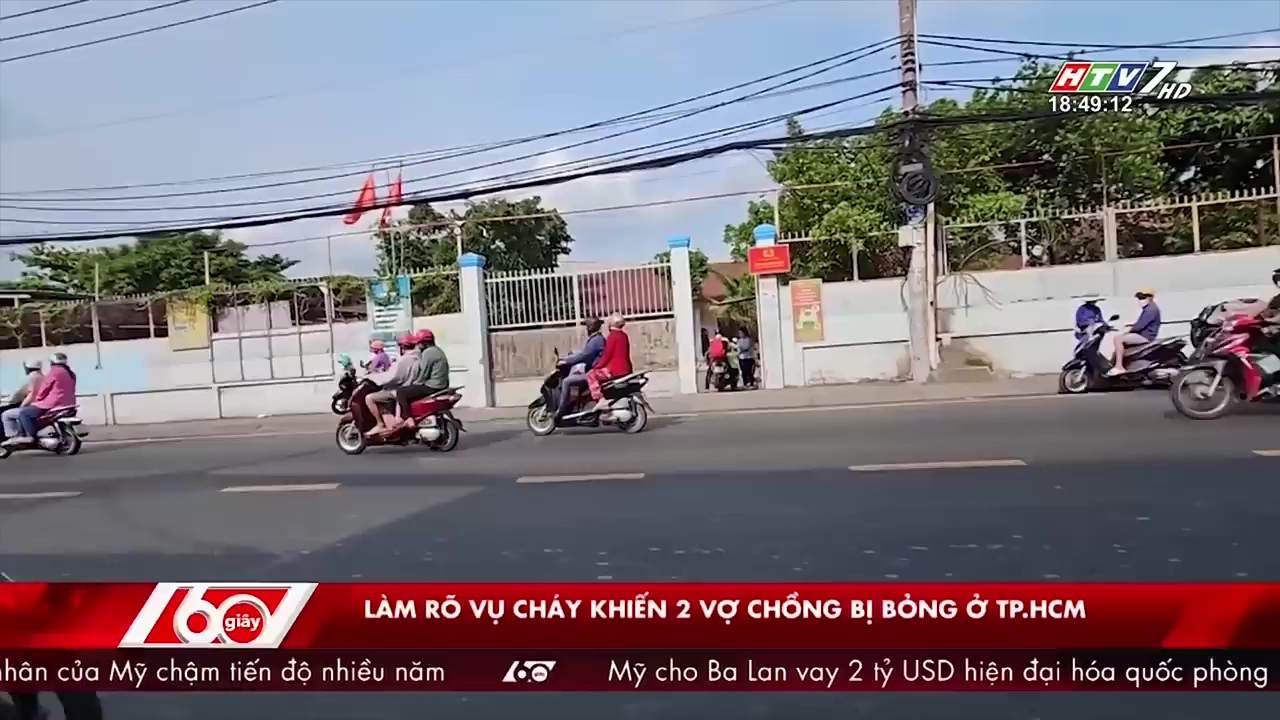 HTV7 HD
18:49:12
60 giây
LÀM RÕ VỤ CHÁY KHIẾN 2 VỢ CHỒNG BỊ BỎNG Ở TP.HCM
nhân của Mỹ chậm tiến độ nhiều năm
60 giây
Mỹ cho Ba Lan vay 2 tỷ USD hiện đại hóa quốc phòng